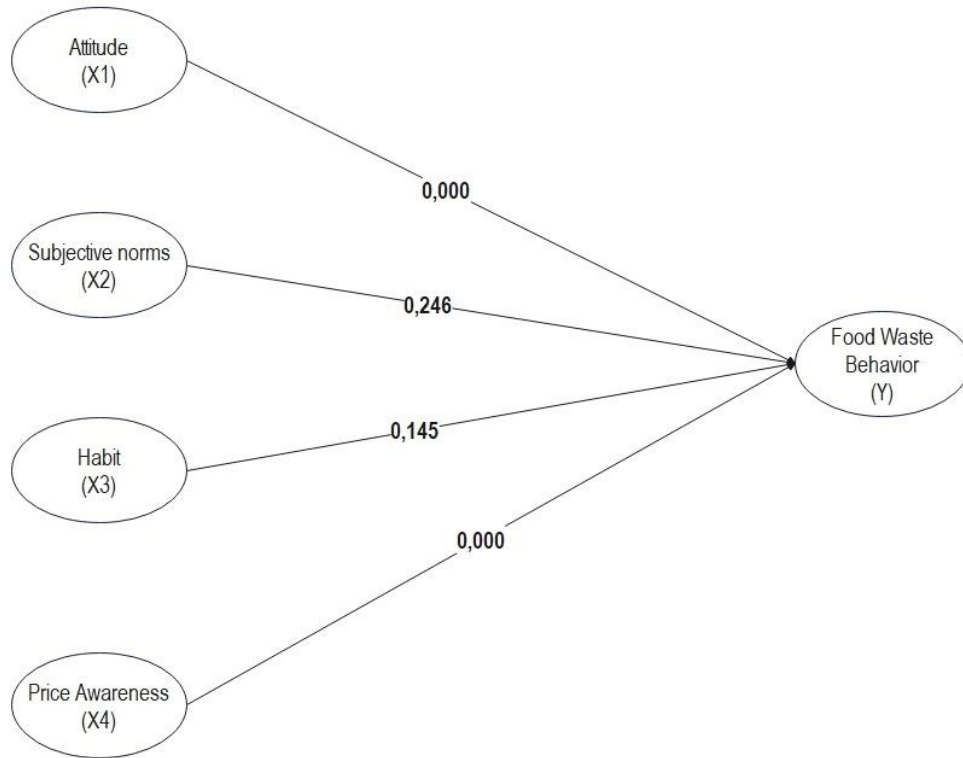 Attitude
(X1)
0,000
Subjective norms
(X2)
0,246
Food Waste
Behavior
(Y)
0,145
Habit
(X3)
0,000
Price Awareness
(X4)